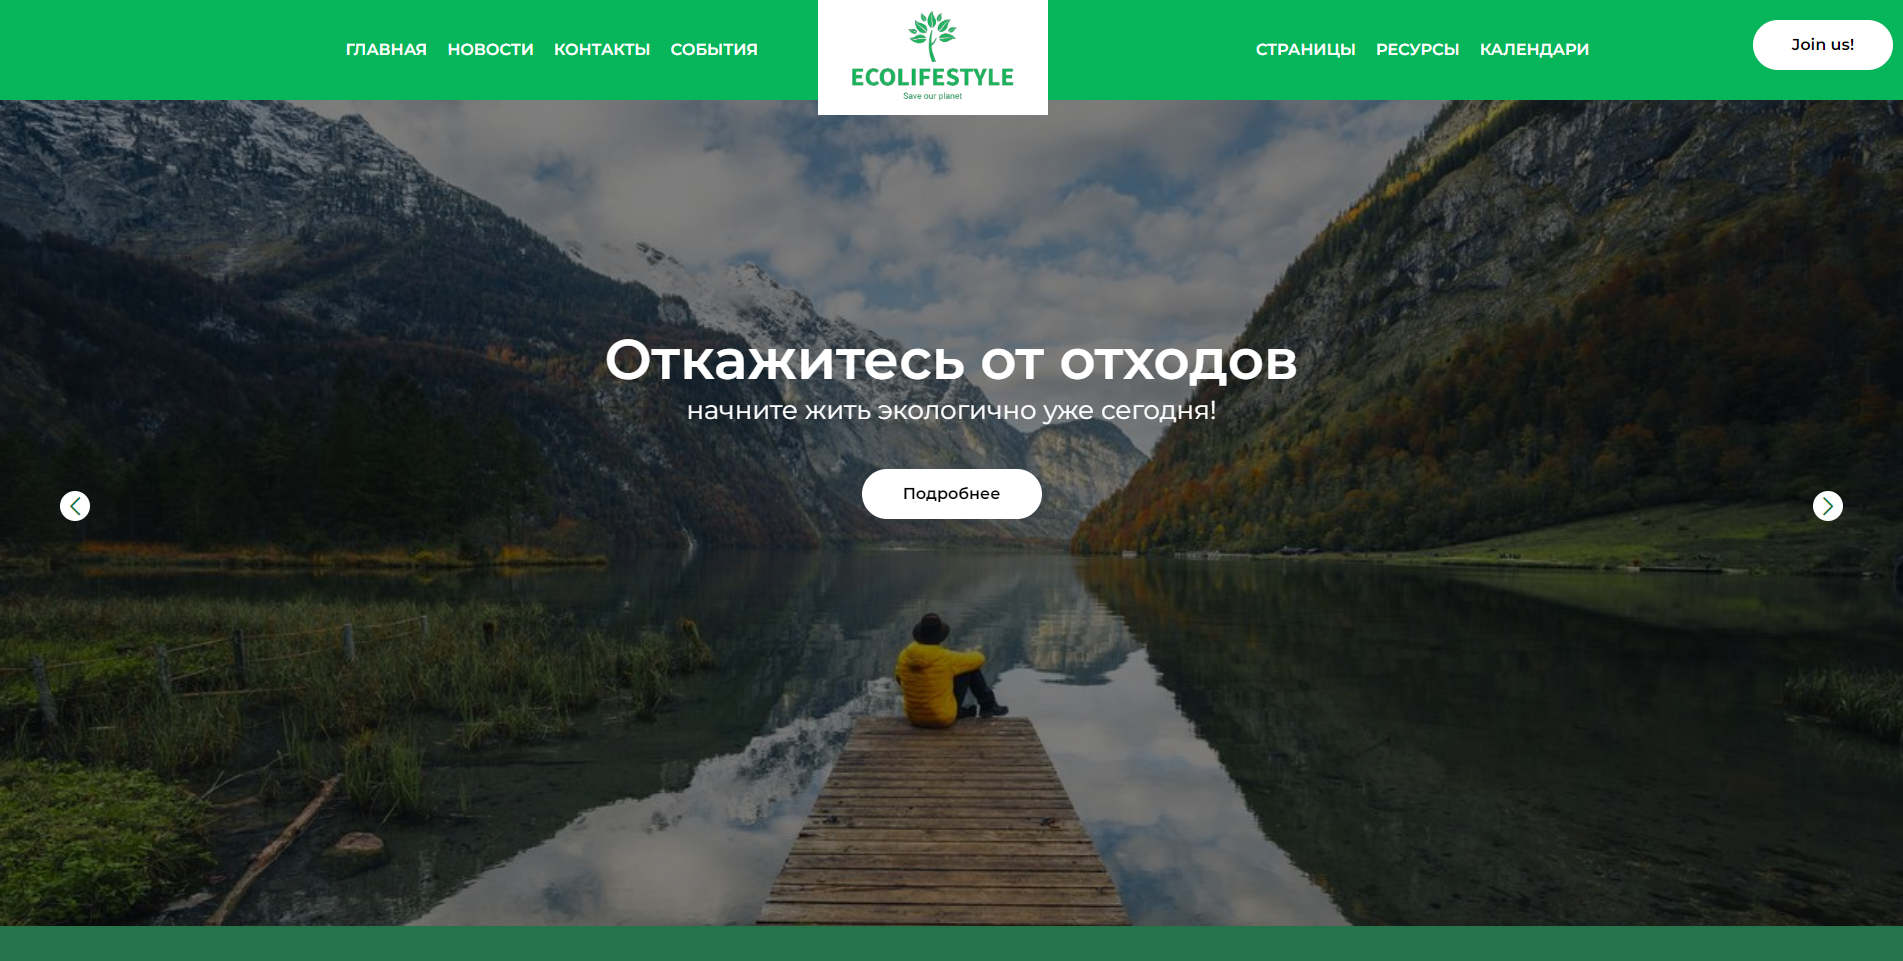 ГЛАВНАЯ НОВОСТИ КОНТАКТЫ СОБЫТИЯ
ECOLIFESTYLE
Save our planet
СТРАНИЦЫ РЕСУРСЫ КАЛЕНДАРИ
Join us!
Откажитесь от отходов
начните жить экологично уже сегодня!
Подробнее